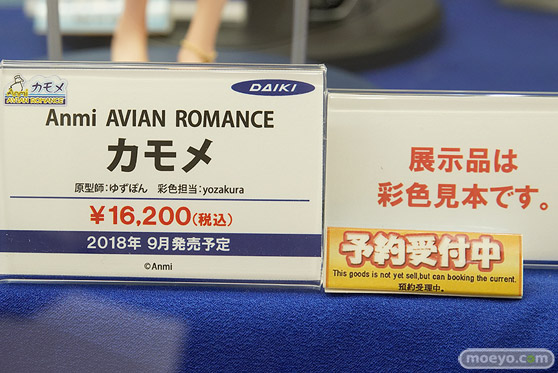 カモメ
AVIAN ROMANCE
DAIKI
Anmi AVIAN ROMANCE
カモメ
原型師:ゆずぽん 彩色担当:yozakura
¥16,200(税込)
2018年 9月発売予定
©Anmi
展示品は
彩色見本です。
予約受付中
This goods is not yet sell,but can booking the current.
預約受理中。
moeyo.com